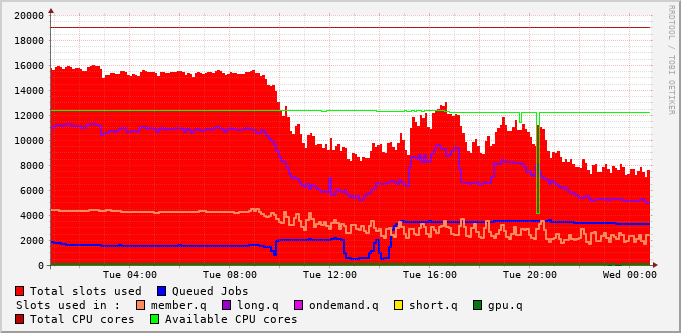 20000
18000
16000
14000
12000
10000
8000
6000
4000
2000
0
Tue 04:00 Tue 08:00 Tue 12:00 Tue 16:00 Tue 20:00 Wed 00:00
RRDTOOL / TOBI OETIKER
Total slots used Queued Jobs
Slots used in : member.q long.q ondemand.q short.q gpu.q
Total CPU cores Available CPU cores